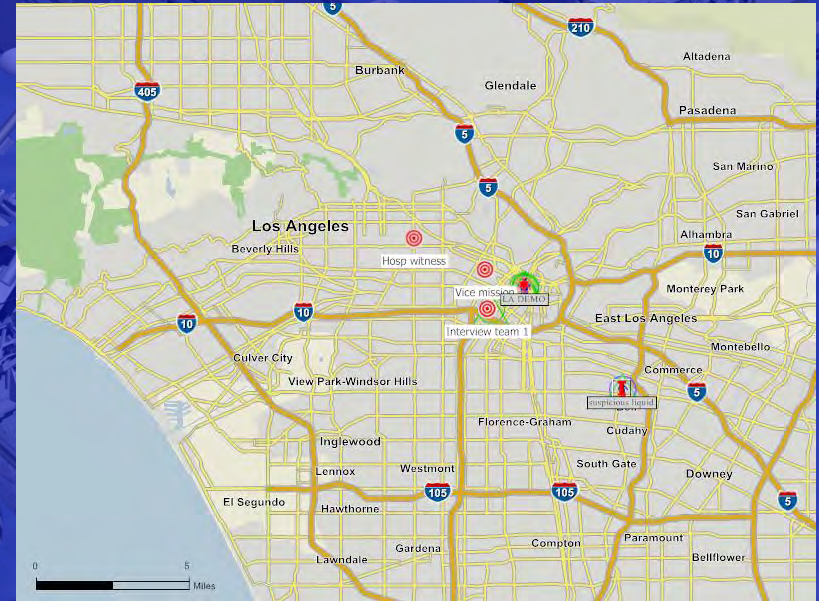 5
210
Altadena
Burbank
Glendale
405
Pasadena
5
San Marino
5
San Gabriel
Los Angeles
Alhambra
Beverly Hills
10
Hosp witness
Monterey Park
Vice mission
LA DEMO
10
East Los Angeles
10
Interview team 1
Montebello
Culver City
Commerce
View Park-Windsor Hills
5
suspicious liquid
Florence-Graham
Cudahy
Inglewood
South Gate
Westmont
Lennox
Downey
105
105
El Segundo
5
Hawthorne
Paramount
Compton
Gardena
Bellflower
Lawndale
0 5
Miles